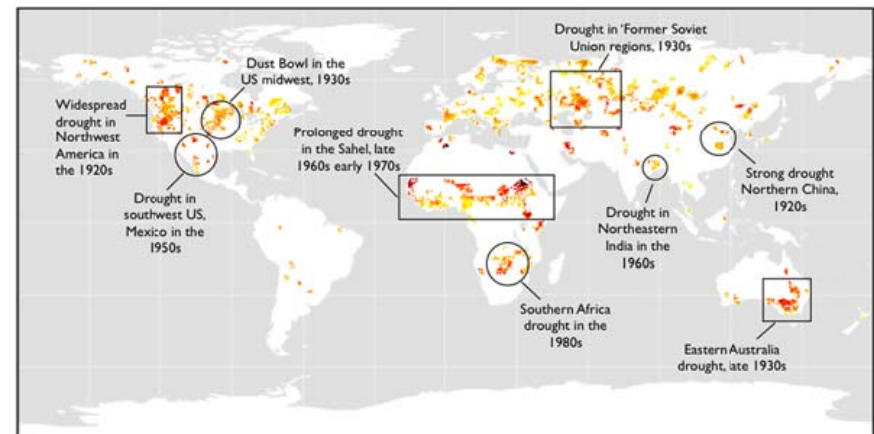 Drought in 'Former Soviet
Union regions, 1930s
Dust Bowl in the
US midwest, 1930s
Widespread
drought in
Northwest
America in
the 1920s
Prolonged drought
in the Sahel, late
1960s early 1970s
Drought in
southwest US,
Mexico in the
1950s
Strong drought
Northern China,
1920s
Drought in
Northeastern
India in the
1960s
Southern Africa
drought in the
1980s
Eastern Australia
drought, late 1930s